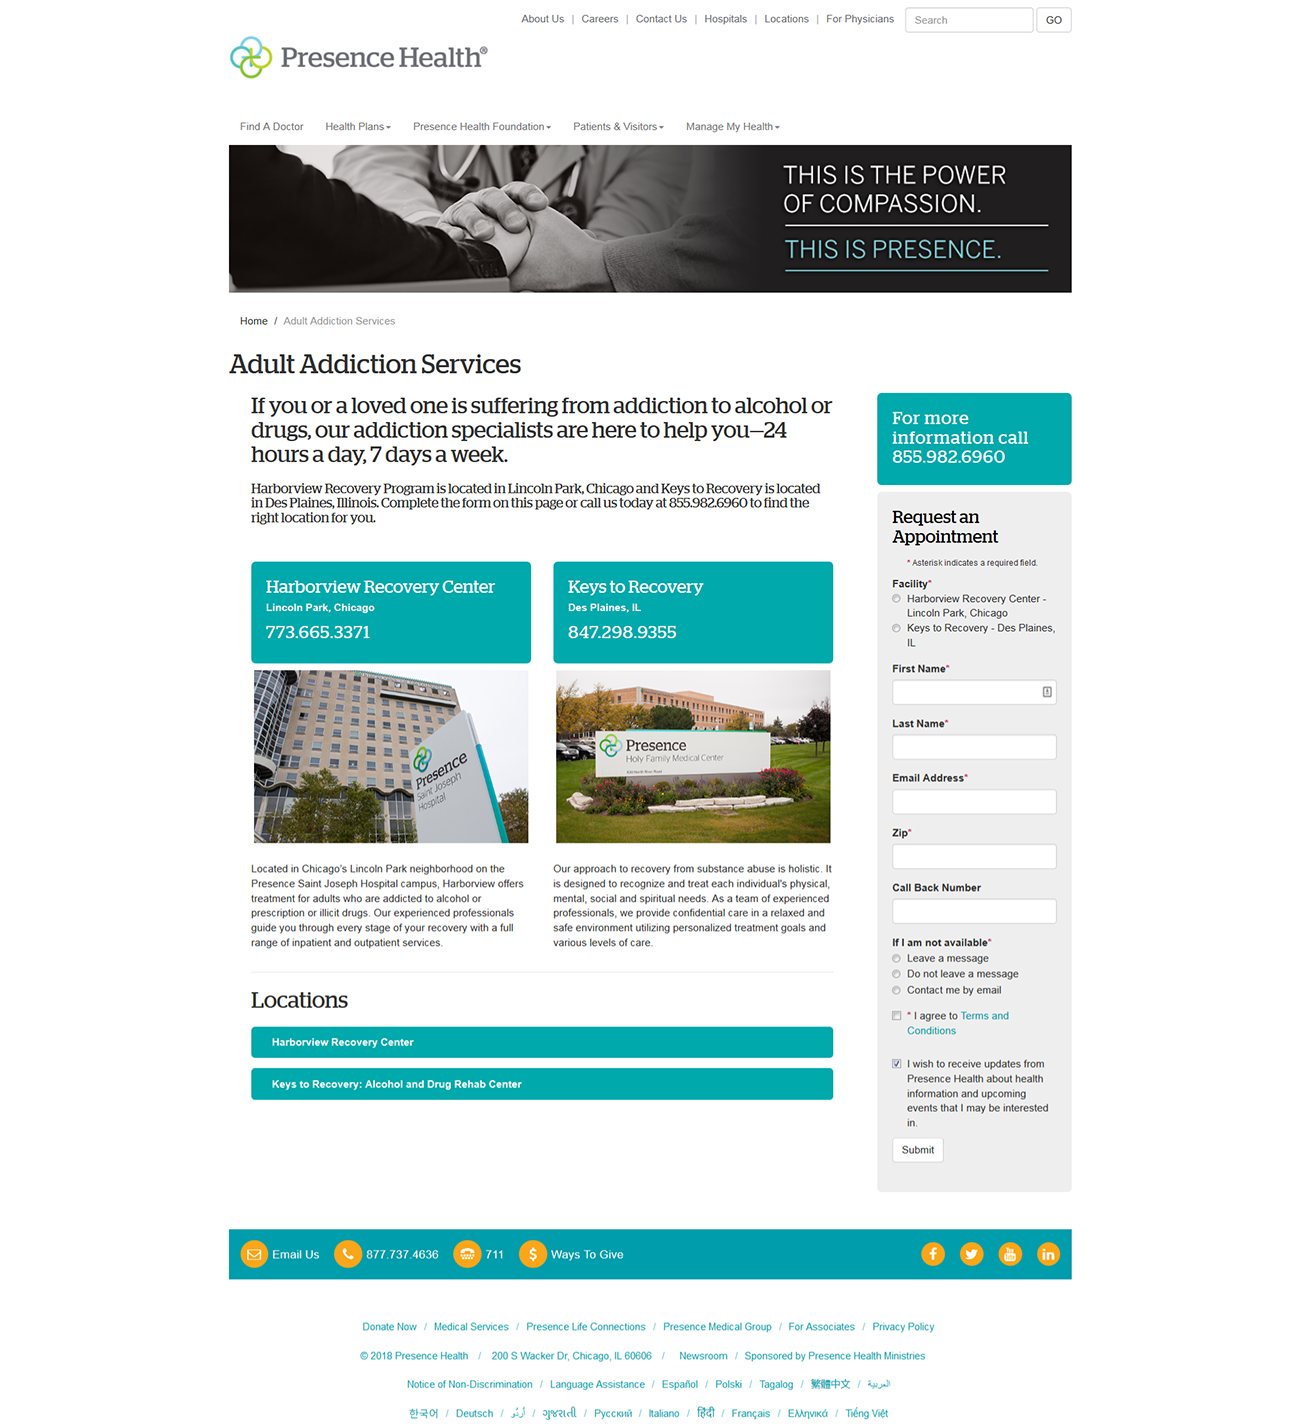 About Us | Careers | Contact Us | Hospitals | Locations | For Physicians Search GO
Presence Health®
Find A Doctor Health Plans Presence Health Foundation Patients & Visitors Manage My Health
THIS IS THE POWER
OF COMPASSION.
THIS IS PRESENCE.
Home / Adult Addiction Services
Adult Addiction Services
If you or a loved one is suffering from addiction to alcohol or
drugs, our addiction specialists are here to help you—24
hours a day, 7 days a week.
Harborview Recovery Program is located in Lincoln Park, Chicago and Keys to Recovery is located
in Des Plaines, Illinois. Complete the form on this page or call us today at 855.982.6960 to find the
right location for you.
Harborview Recovery Center
Lincoln Park, Chicago
773.665.3371
Presence
Saint Joseph
Hospital
Located in Chicago's Lincoln Park neighborhood on the
Presence Saint Joseph Hospital campus, Harborview offers
treatment for adults who are addicted to alcohol or
prescription or illicit drugs. Our experienced professionals
guide you through every stage of your recovery with a full
range of inpatient and outpatient services.
Keys to Recovery
Des Plaines, IL
847.298.9355
Presence
Holy Family Medical Center
Our approach to recovery from substance abuse is holistic. It
is designed to recognize and treat each individual's physical,
mental, social and spiritual needs. As a team of experienced
professionals, we provide confidential care in a relaxed and
safe environment utilizing personalized treatment goals and
various levels of care.
Locations
Harborview Recovery Center
Keys to Recovery: Alcohol and Drug Rehab Center
For more
information call
855.982.6960
Request an
Appointment
* Asterisk indicates a required field.
Facility*
Harborview Recovery Center -
Lincoln Park, Chicago
Keys to Recovery - Des Plaines,
IL
First Name*
Last Name*
Email Address*
Zip*
Call Back Number
If I am not available*
Leave a message
Do not leave a message
Contact me by email
* I agree to Terms and
Conditions
I wish to receive updates from
Presence Health about health
information and upcoming
events that I may be interested
in.
Submit
Email Us 877.737.4636 711 $ Ways To Give f You Tube in
Donate Now / Medical Services / Presence Life Connections / Presence Medical Group / For Associates / Privacy Policy
© 2018 Presence Health / 200 S Wacker Dr, Chicago, IL 60606 / Newsroom / Sponsored by Presence Health Ministries
Notice of Non-Discrimination / Language Assistance / Español / Polski / Tagalog / 繁體中文 / العربية
한국어 / Deutsch / اُردُو / ગુજરાતી / Русский / Italiano / हिंदी / Français / Ελληνικά / Tiếng Việt